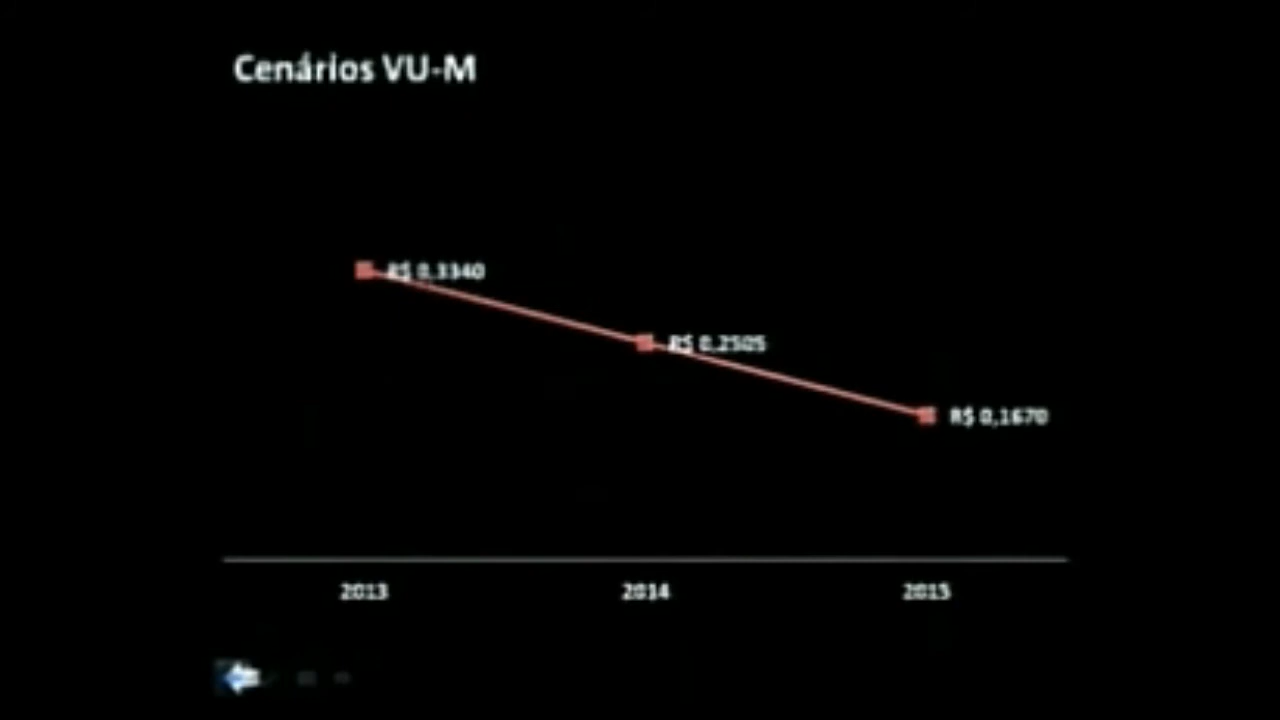 Cenários VU-M
R$ 0,3340
R$ 0,2505
R$ 0,1670
2013 2014 2015